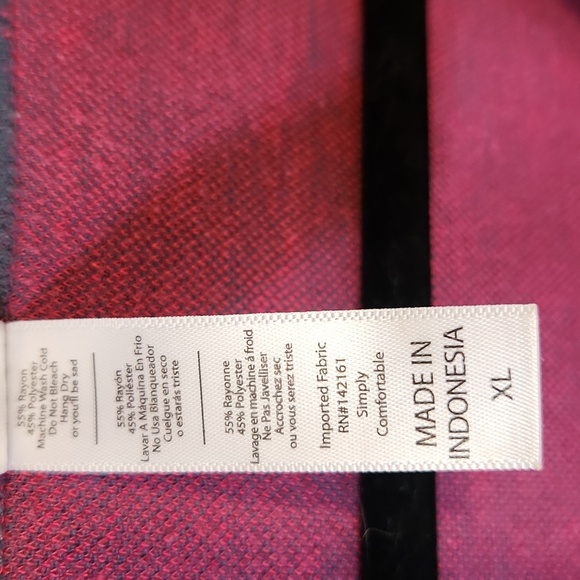 55% Rayon
45% Polyester
Machine Wash Cold
Do Not Bleach
Hang Dry
or you'll be sad
55% Rayón
45% Poliéster
Lavar A Máquina En Frio
No Usa Blanqueador
Cuelgue en seco
o estarás triste
55% Rayonne
45% Polyester
Lavage en machine à froid
Ne Pas Javelliser
Accrochez sec
ou vous serez triste
Imported Fabric
RN#142161
Simply
Comfortable
MADE IN
INDONESIA
XL